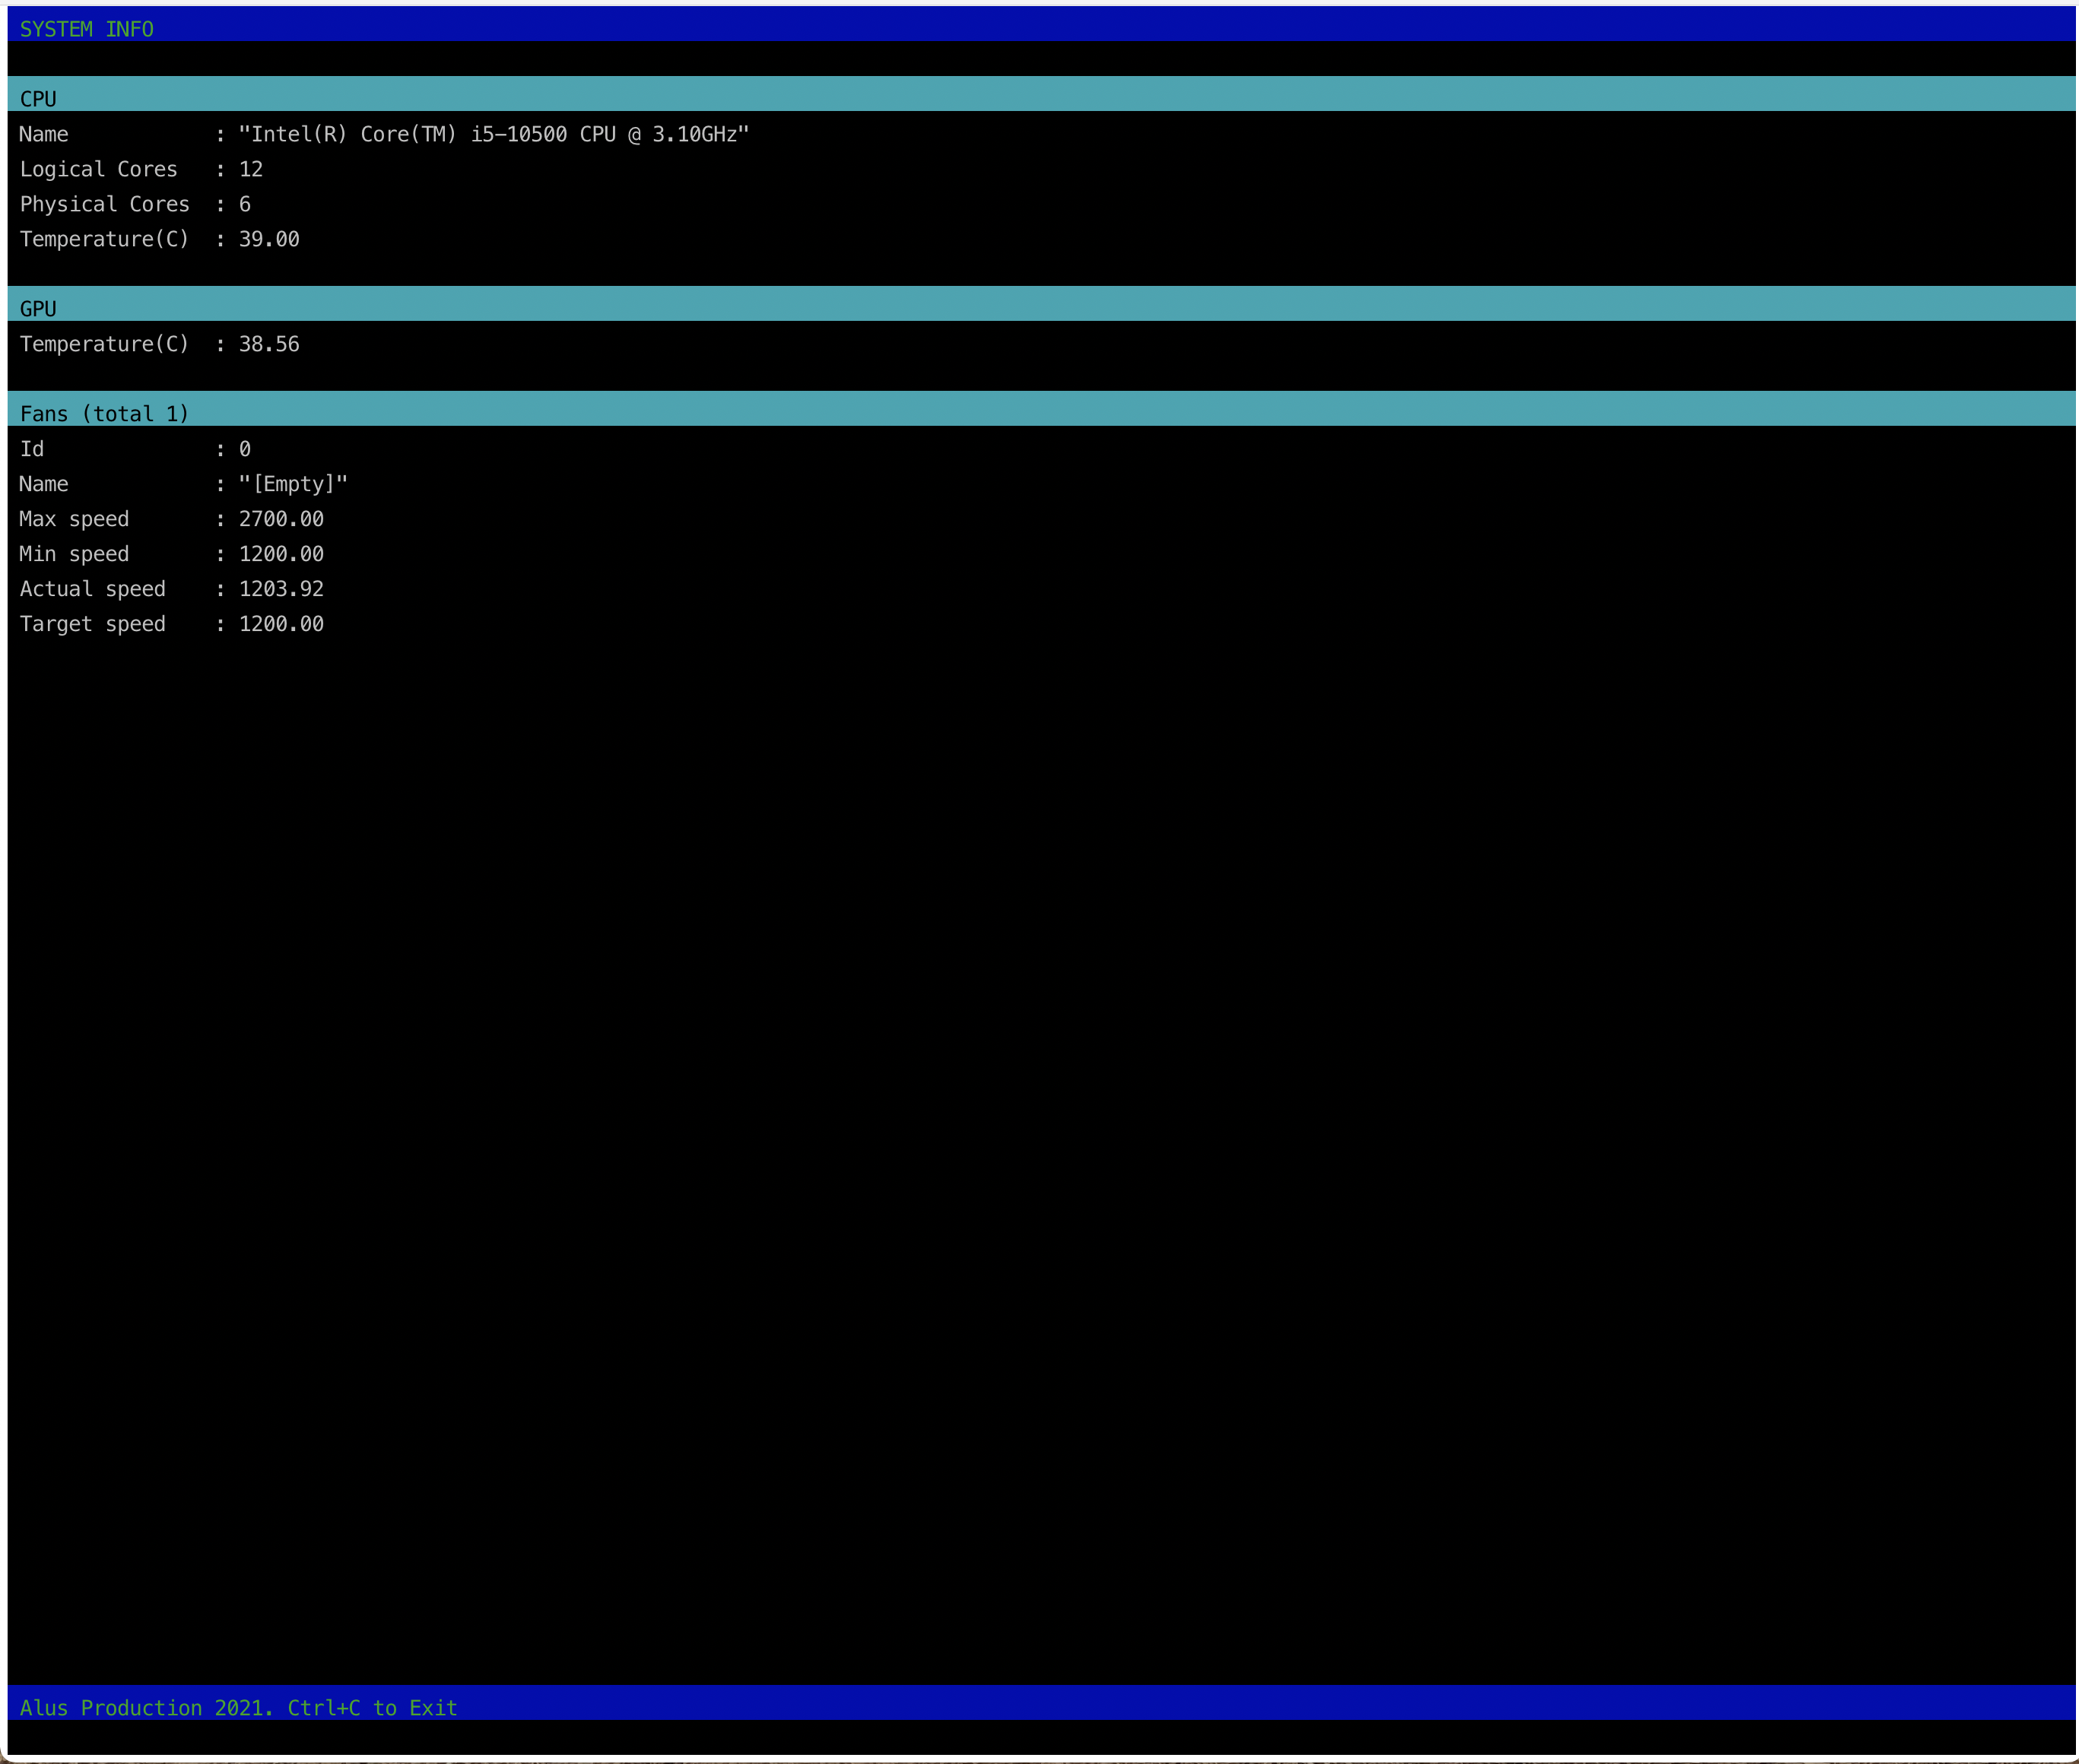 SYSTEM INFO
CPU
Name            : "Intel(R) Core(TM) i5-10500 CPU @ 3.10GHz"
Logical Cores   : 12
Physical Cores  : 6
Temperature(C)  : 39.00
GPU
Temperature(C)  : 38.56
Fans (total 1)
Id              : 0
Name            : "[Empty]"
Max speed       : 2700.00
Min speed       : 1200.00
Actual speed    : 1203.92
Target speed    : 1200.00
Alus Production 2021. Ctrl+C to Exit